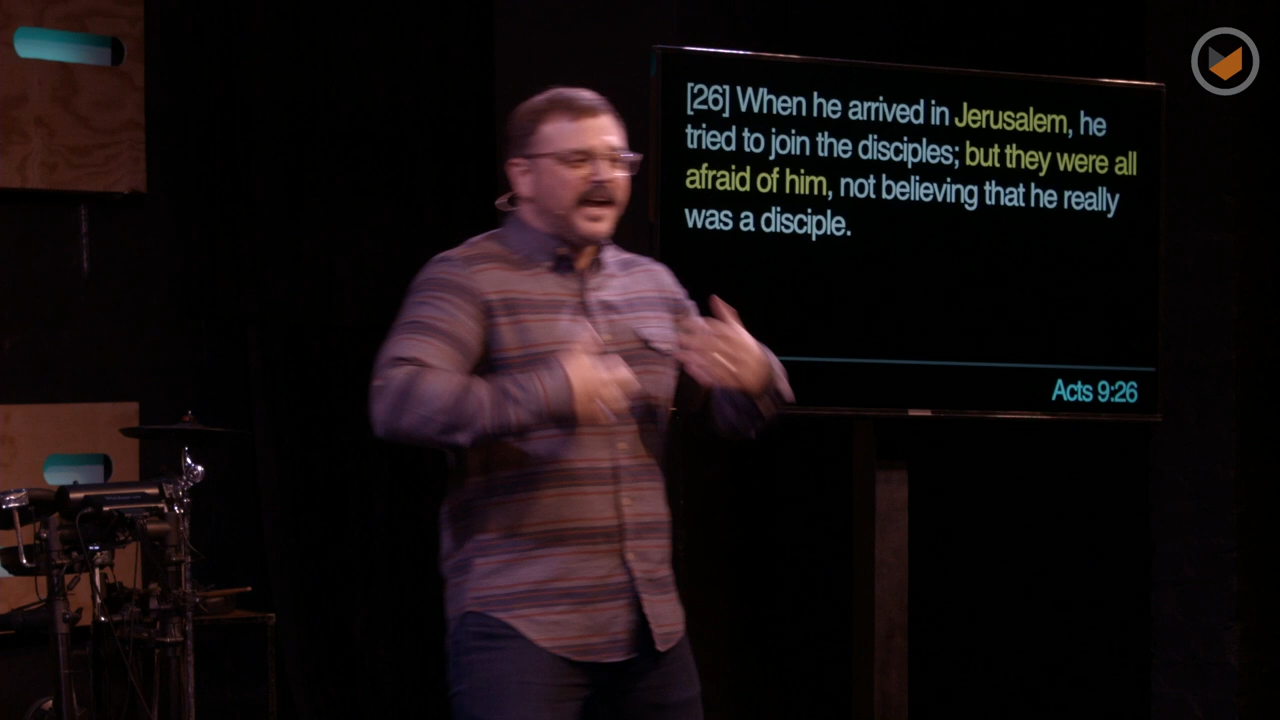 [26] When he arrived in Jerusalem, he
tried to join the disciples; but they were all
afraid of him, not believing that he really
was a disciple.
Acts 9:26